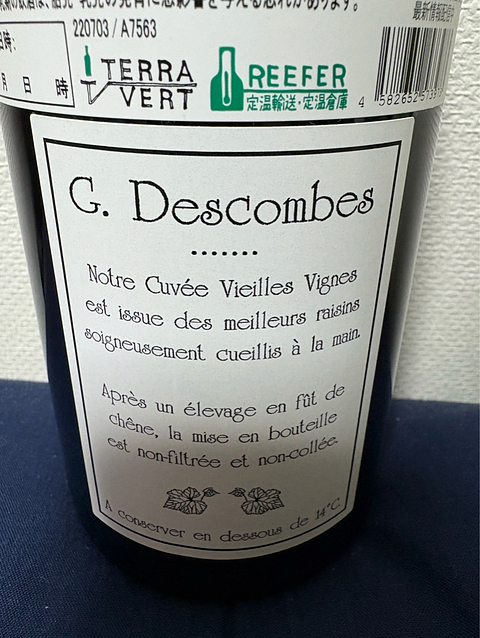 220703 / A7563
時:
月 日 時
TERRA
VERT
REEFER
定温輸送・定温倉庫
G. Descombes
Notre Cuvée Vieilles Vignes
est issue des meilleurs raisins
soigneusement cueillis à la main.
Après un élevage en fût de
chêne, la mise en bouteille
est non-filtrée et non-collée.
A conserver en dessous de 14°C